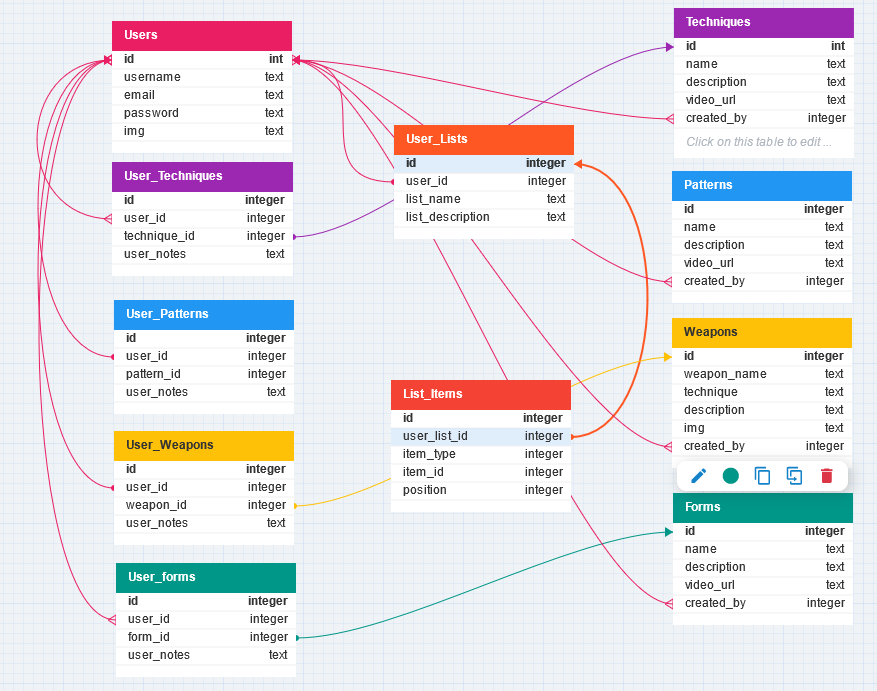 Users
id int
username text
email text
password text
img text
User_Techniques
id integer
user_id integer
technique_id integer
user_notes text
User_Patterns
id integer
user_id integer
pattern_id integer
user_notes text
User_Weapons
id integer
user_id integer
weapon_id integer
user_notes text
User_forms
id integer
user_id integer
form_id integer
user_notes text
User_Lists
id integer
user_id integer
list_name text
list_description text
List_Items
id integer
user_list_id integer
item_type integer
item_id integer
position integer
Techniques
id int
name text
description text
video_url text
created_by integer
Click on this table to edit ...
Patterns
id integer
name text
description text
video_url text
created_by integer
Weapons
id integer
weapon_name text
technique text
description text
img text
created_by integer
Forms
id integer
name text
description text
video_url text
created_by integer